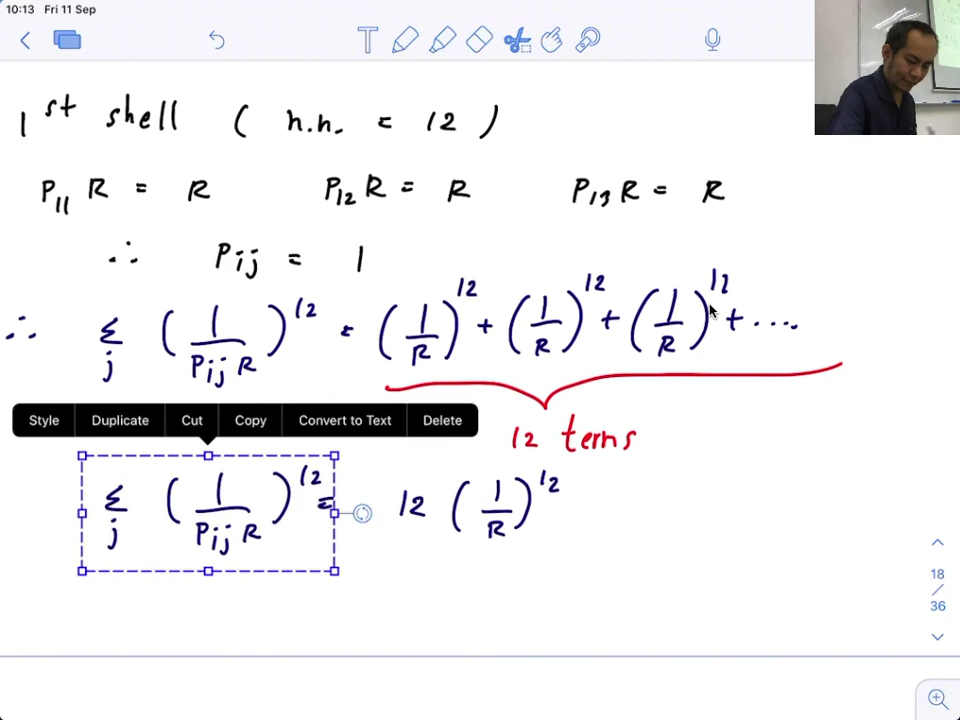 10:13 Fri 11 Sep
1st shell ( n.n. = 12 )
P11 R = R P12 R = R P13 R = R
∴ Pij = 1
∴ Σj (1/(Pij R))^12 = (1/R)^12 + (1/R)^12 + (1/R)^12 + ....
Style Duplicate Cut Copy Convert to Text Delete
12 terms
Σj (1/(Pij R))^12 = 12 (1/R)^12
18
/
36